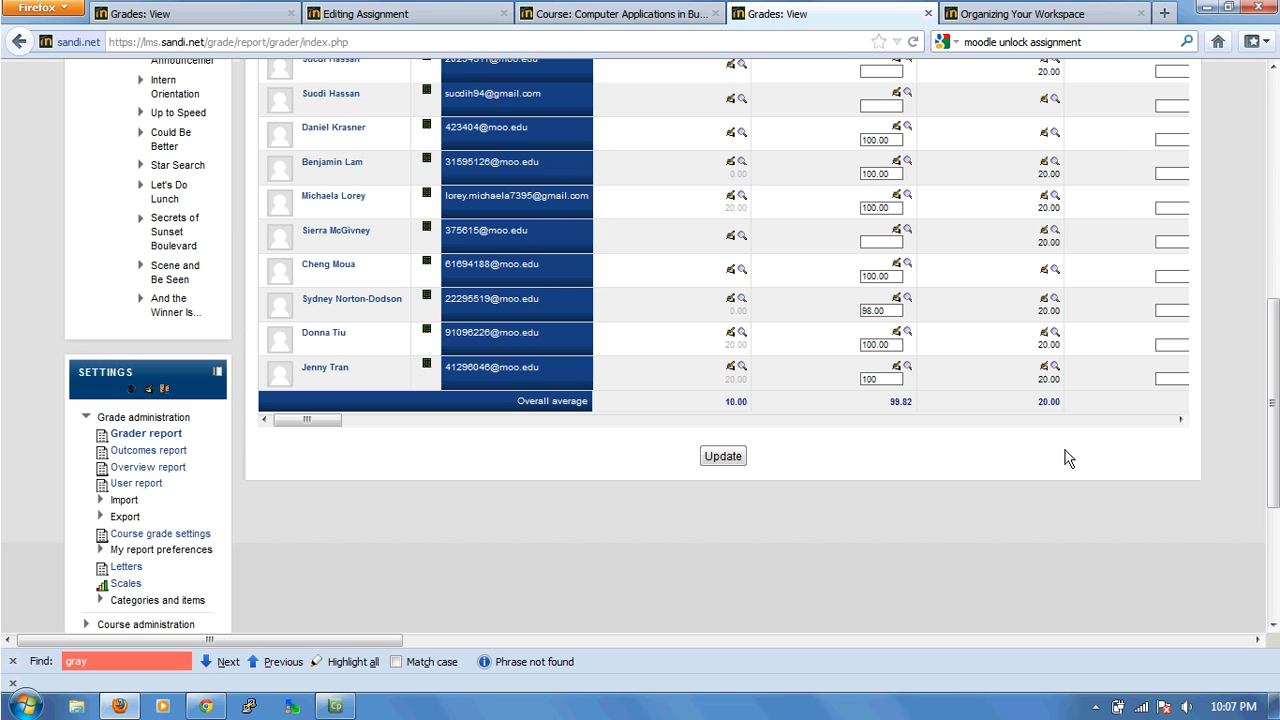 Firefox
Grades: View
Editing Assignment
Course: Computer Applications in Bu...
Grades: View
Organizing Your Workspace
sandi.net
https://lms.sandi.net/grade/report/grader/index.php
moodle unlock assignment
Intern
Orientation
Up to Speed
Could Be
Better
Star Search
Let's Do
Lunch
Secrets of
Sunset
Boulevard
Scene and
Be Seen
And the
Winner Is...
SETTINGS
Grade administration
Grader report
Outcomes report
Overview report
User report
Import
Export
Course grade settings
My report preferences
Letters
Scales
Categories and items
Course administration
20.00
Sucdi Hassan sucdih94@gmail.com
Daniel Krasner 423404@moo.edu 100.00
Benjamin Lam 31595126@moo.edu 0.00 100.00
Michaela Lorey lorey.michaela7395@gmail.com 20.00 100.00 20.00
Sierra McGivney 375615@moo.edu 20.00
Cheng Moua 61694188@moo.edu 100.00
Sydney Norton-Dodson 22295519@moo.edu 0.00 98.00 20.00
Donna Tiu 91096226@moo.edu 20.00 100.00 20.00
Jenny Tran 41296046@moo.edu 20.00 100 20.00
Overall average 10.00 99.82 20.00
Update
Find: gray Next Previous Highlight all Match case Phrase not found
Cp
10:07 PM